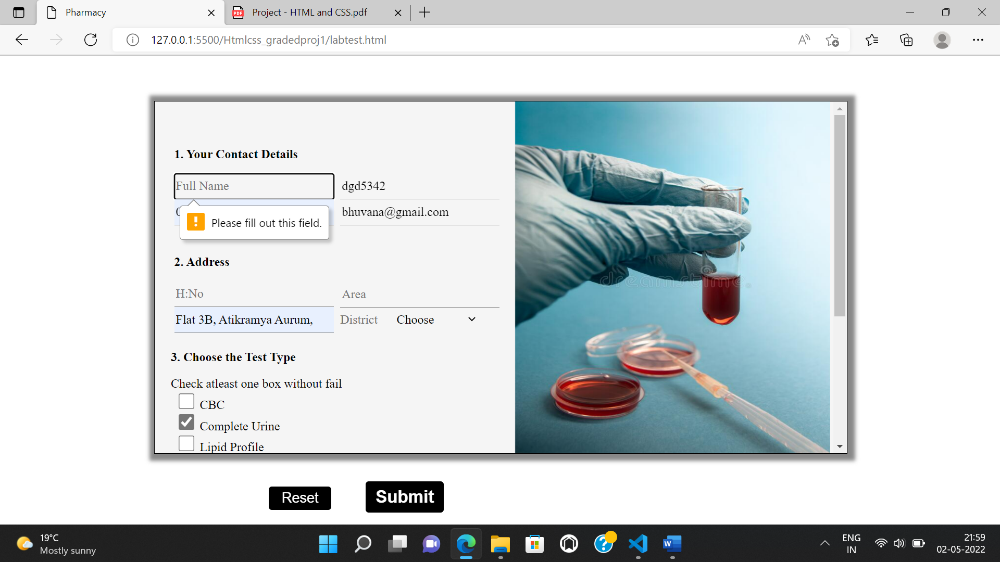 Pharmacy
PDF
Project - HTML and CSS.pdf
127.0.0.1:5500/Htmlcss_gradedproj1/labtest.html
1. Your Contact Details
Full Name
dgd5342
Please fill out this field.
bhuvana@gmail.com
2. Address
H:No
Area
Flat 3B, Atikramya Aurum,
District
Choose
3. Choose the Test Type
Check atleast one box without fail
CBC
Complete Urine
Lipid Profile
dreamstime.
Reset
Submit
19°C
Mostly sunny
ENG
IN
21:59
02-05-2022